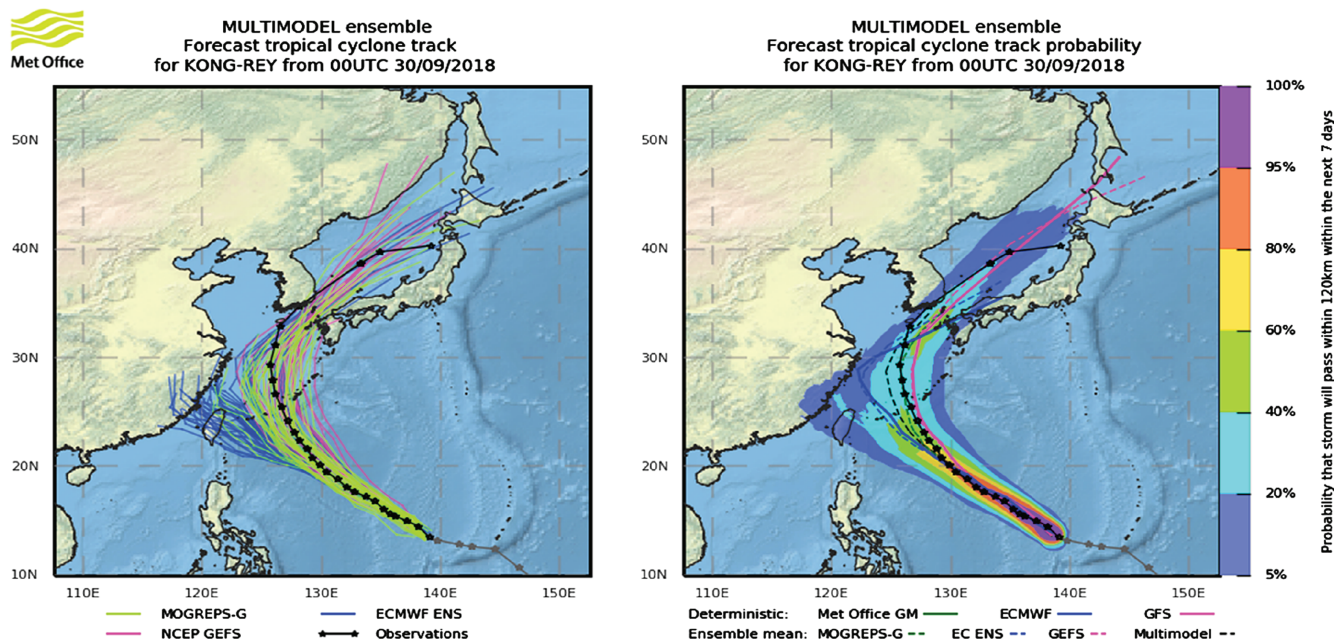 Met Office
MULTIMODEL ensemble
Forecast tropical cyclone track
for KONG-REY from 00UTC 30/09/2018
50N
40N
30N
20N
10N
110E 120E 130E 140E 150E
MOGREPS-G ECMWF ENS
NCEP GEFS Observations
MULTIMODEL ensemble
Forecast tropical cyclone track probability
for KONG-REY from 00UTC 30/09/2018
50N
40N
30N
20N
10N
110E 120E 130E 140E 150E
Deterministic: Met Office GM ECMWF GFS
Ensemble mean: MOGREPS-G EC ENS GEFS Multimodel
100%
95%
80%
60%
40%
20%
5%
Probability that storm will pass within 120km within the next 7 days